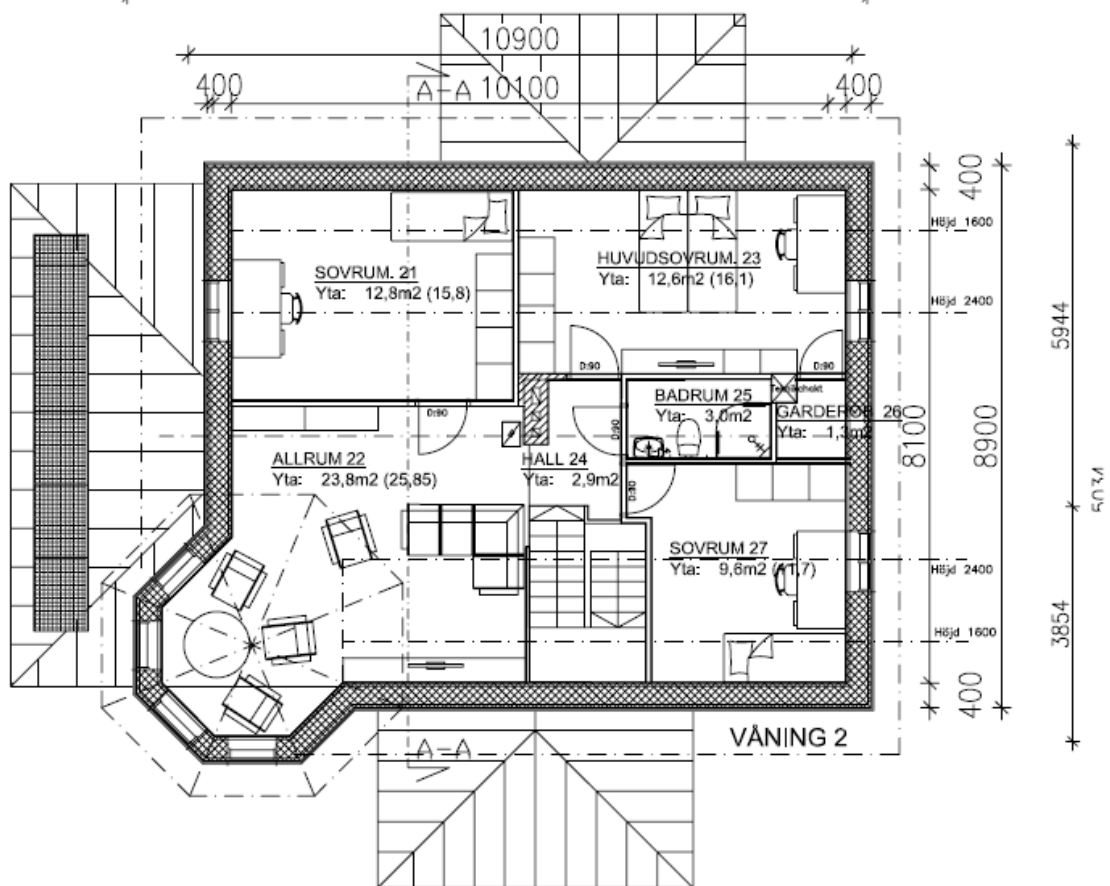 10900
400
A-A
10100
400
400
Höjd 1600
SOVRUM. 21
Yta: 12,8m2 (15,8)
HUVUDSOVRUM. 23
Yta: 12,6m2 (16,1)
Höjd 2400
5944
D:90
D:90
BADRUM 25
Yta: 3,0m2
GARDEROB. 26
Yta: 1,3m2
D:90
D:90
8100
8900
ALLRUM 22
Yta: 23,8m2 (25,85)
HALL 24
Yta: 2,9m2
D:90
5034
SOVRUM 27
Yta: 9,6m2 (11,7)
Höjd 2400
Höjd 1600
3854
400
VÅNING 2
A-A